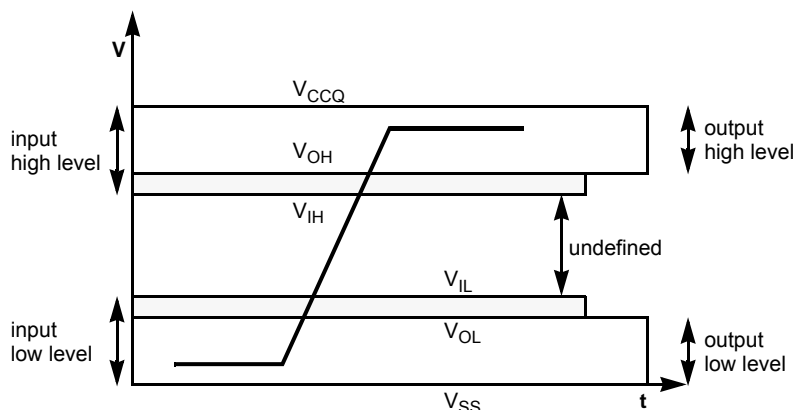 V
V_CCQ
input
high level
V_OH
output
high level
V_IH
undefined
V_IL
input
low level
V_OL
output
low level
V_SS
t